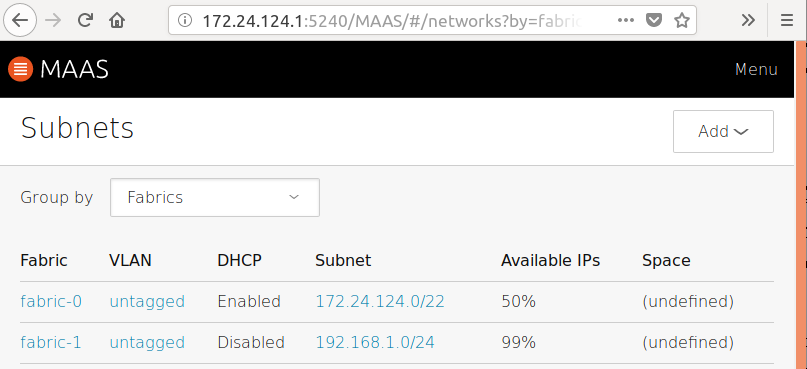 172.24.124.1:5240/MAAS/#/networks?by=fabric
MAAS
Menu
Subnets
Add
Group by Fabrics
Fabric VLAN DHCP Subnet Available IPs Space
fabric-0 untagged Enabled 172.24.124.0/22 50% (undefined)
fabric-1 untagged Disabled 192.168.1.0/24 99% (undefined)